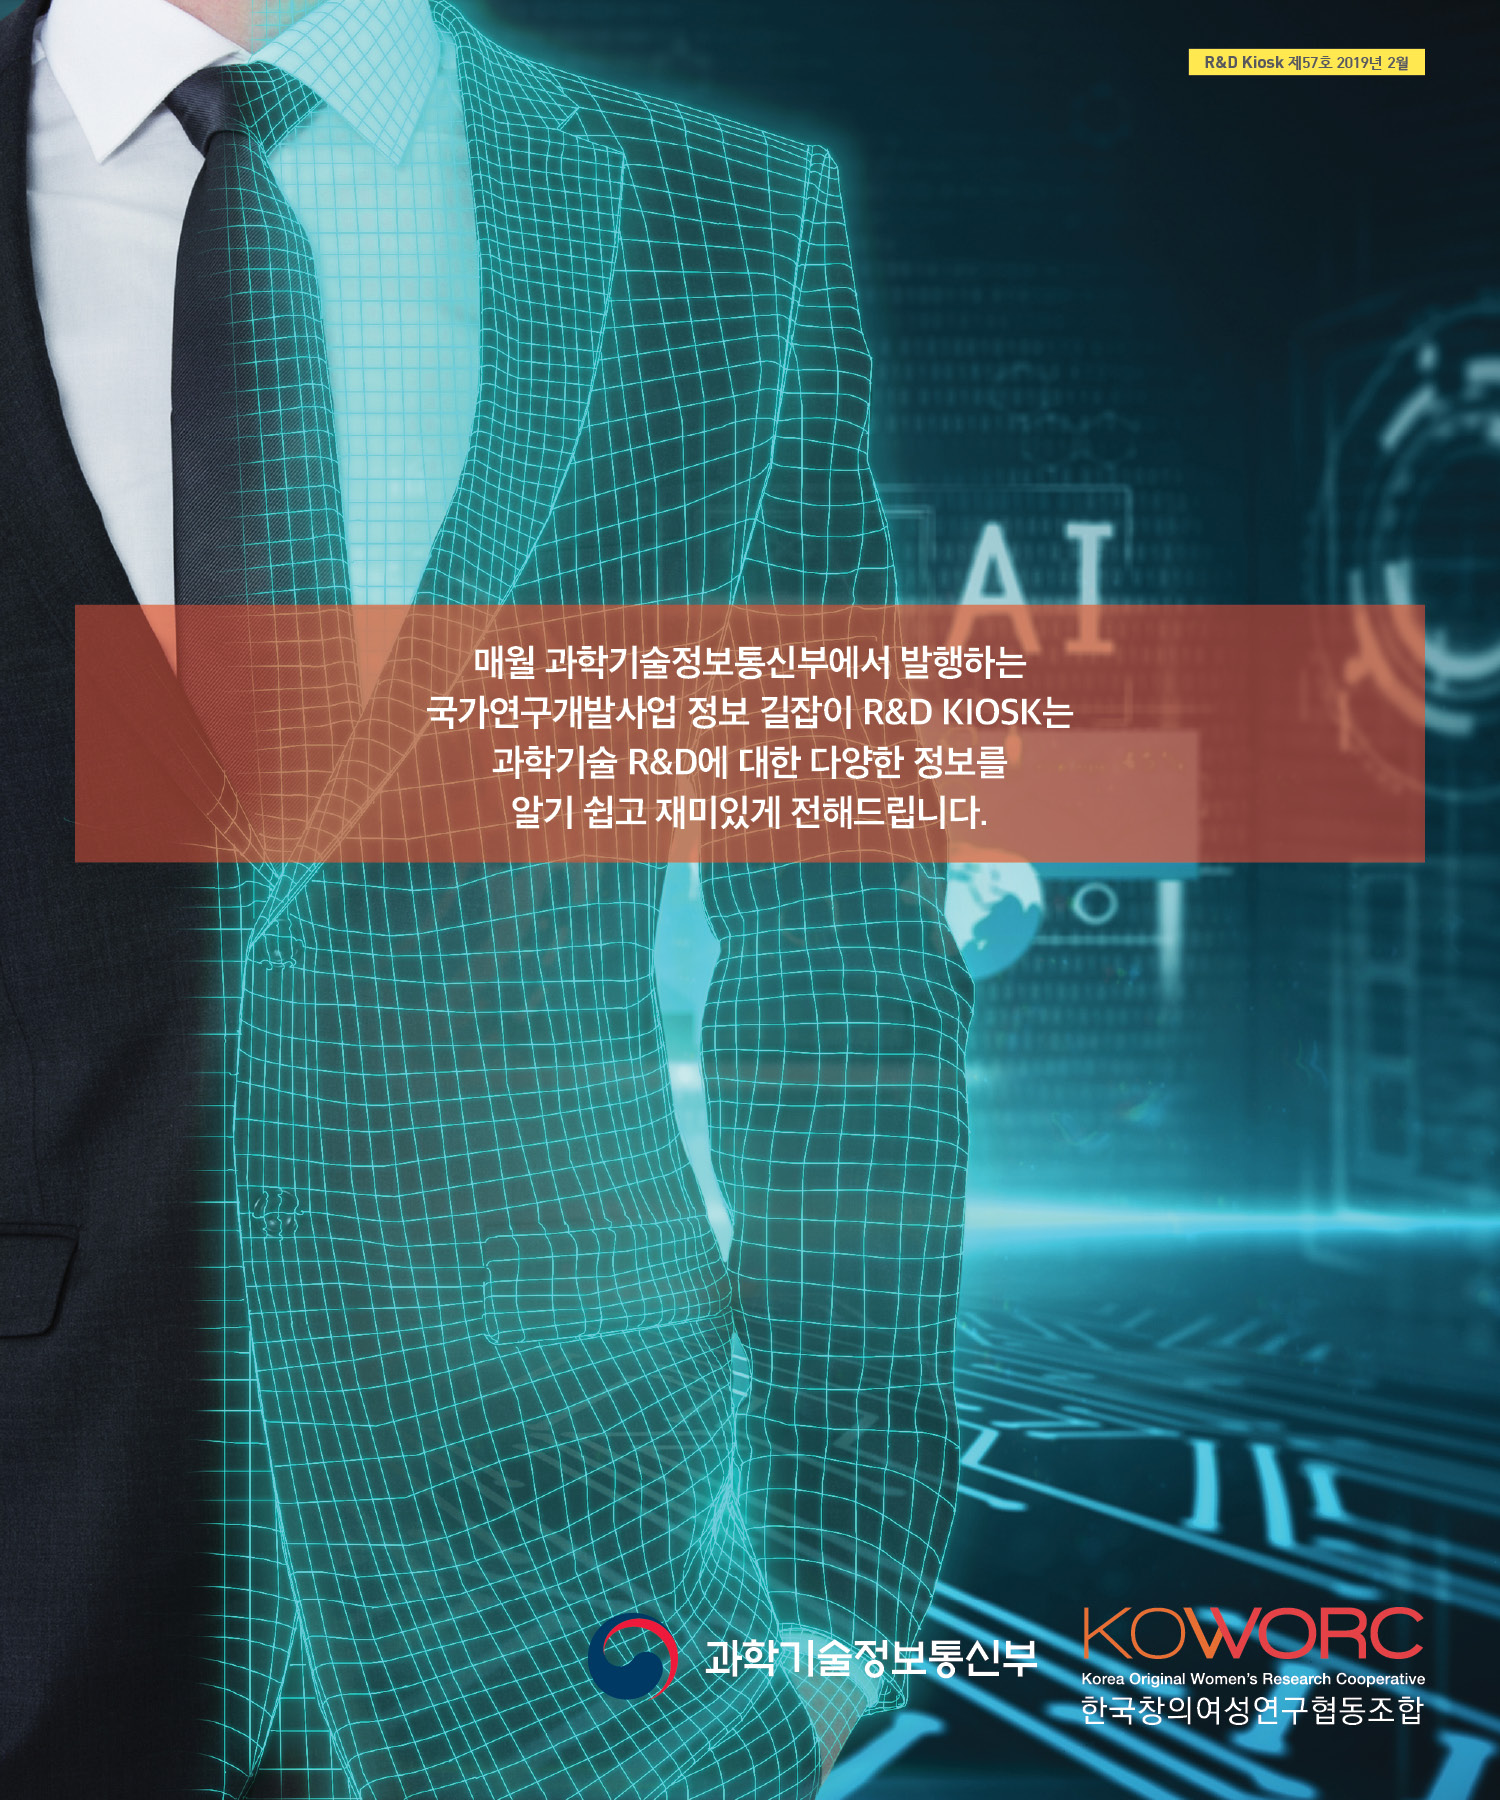 R&D Kiosk 제57호 2019년 2월
AI
매월 과학기술정보통신부에서 발행하는
국가연구개발사업 정보 길잡이 R&D KIOSK는
과학기술 R&D에 대한 다양한 정보를
알기 쉽고 재미있게 전해드립니다.
과학기술정보통신부
KOWORC
Korea Original Women's Research Cooperative
한국창의여성연구협동조합